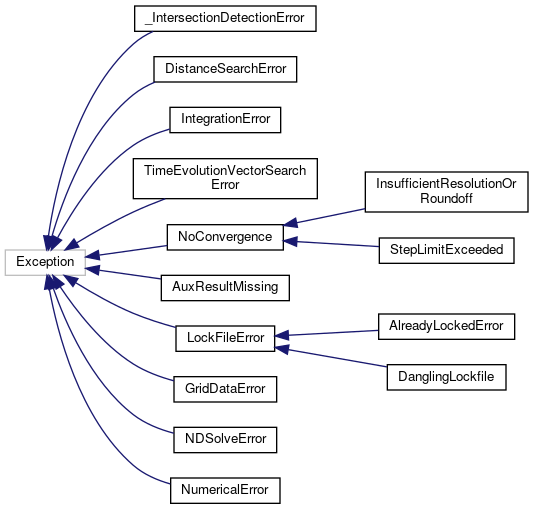 _IntersectionDetectionError
DistanceSearchError
IntegrationError
TimeEvolutionVectorSearch
Error
InsufficientResolutionOr
Roundoff
NoConvergence
StepLimitExceeded
Exception
AuxResultMissing
LockFileError
AlreadyLockedError
DanglingLockfile
GridDataError
NDSolveError
NumericalError